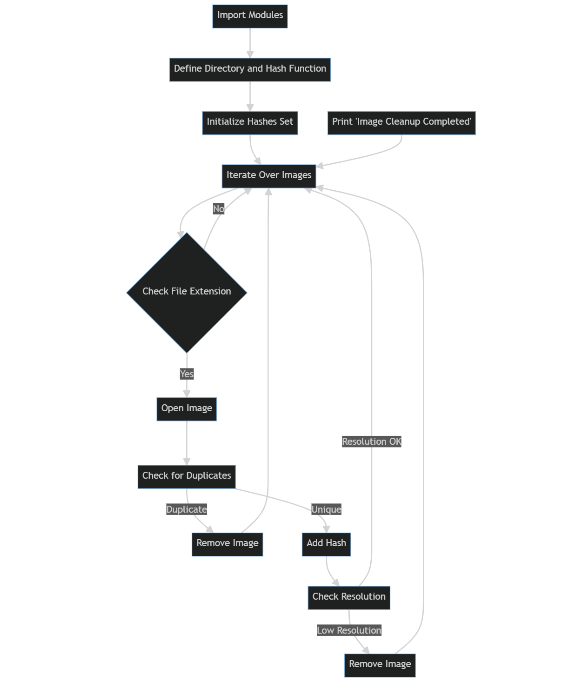 Import Modules
Define Directory and Hash Function
Initialize Hashes Set
Print 'Image Cleanup Completed'
Iterate Over Images
No
Check File Extension
Yes
Open Image
Resolution OK
Check for Duplicates
Duplicate
Unique
Remove Image
Add Hash
Check Resolution
Low Resolution
Remove Image